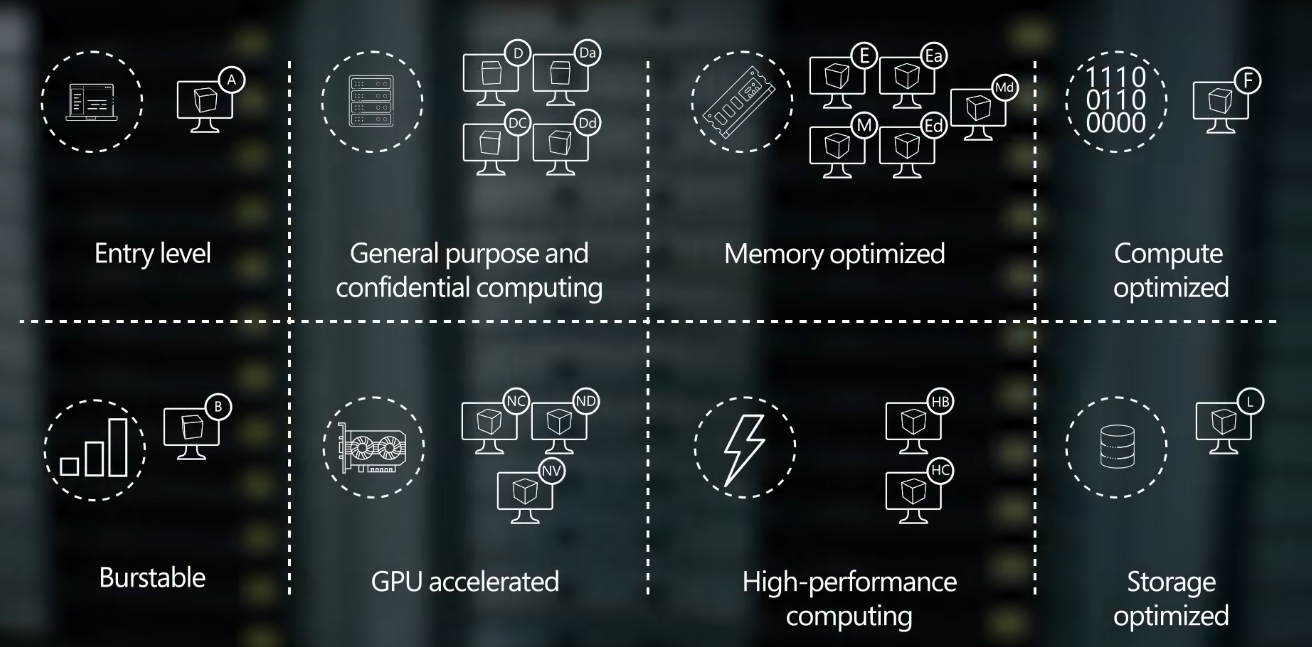 A
D
Da
DC
Dd
E
Ea
Md
M
Ed
1110
0110
0000
F
Entry level
General purpose and
confidential computing
Memory optimized
Compute
optimized
B
NC
ND
NV
HB
HC
L
Burstable
GPU accelerated
High-performance
computing
Storage
optimized